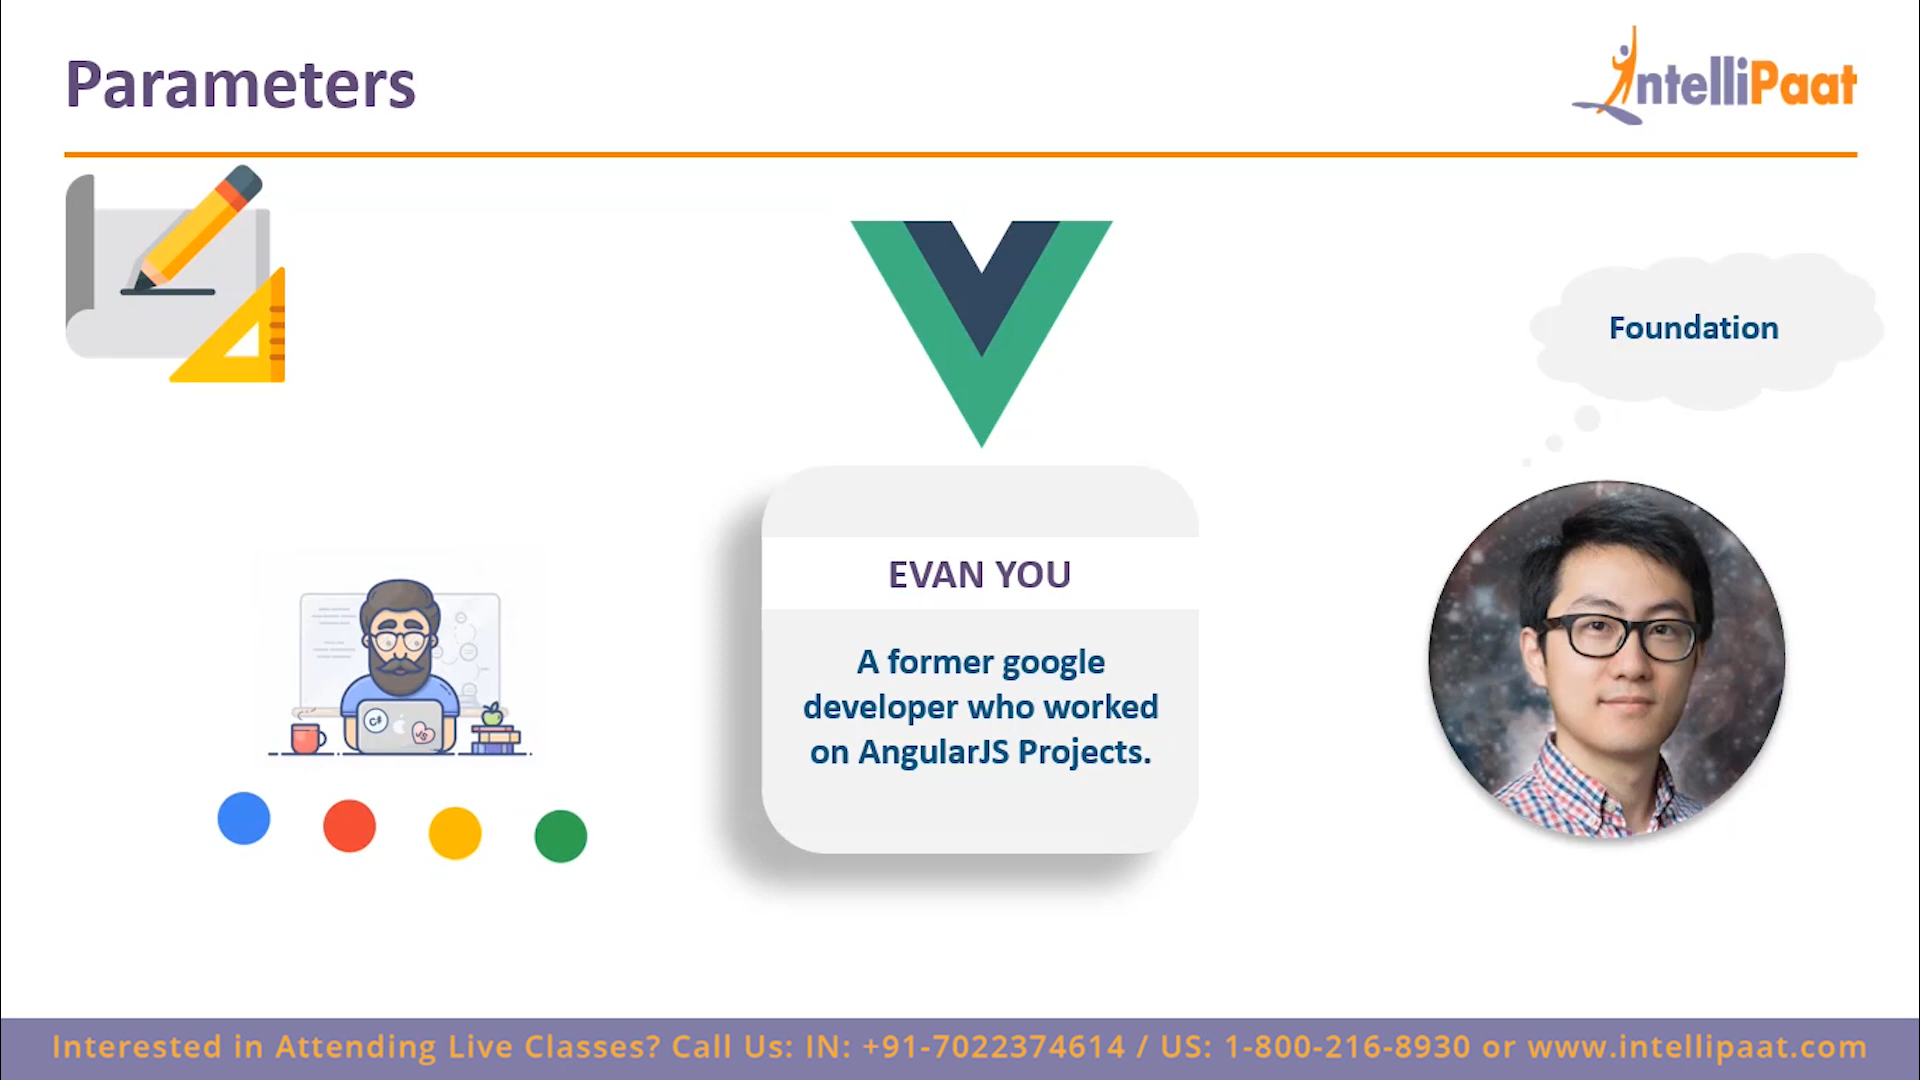 Parameters
IntelliPaat
Foundation
EVAN YOU
A former google
developer who worked
on AngularJS Projects.
C#
JS
Interested in Attending Live Classes? Call Us: IN: +91-7022374614 / US: 1-800-216-8930 or www.intellipaat.com